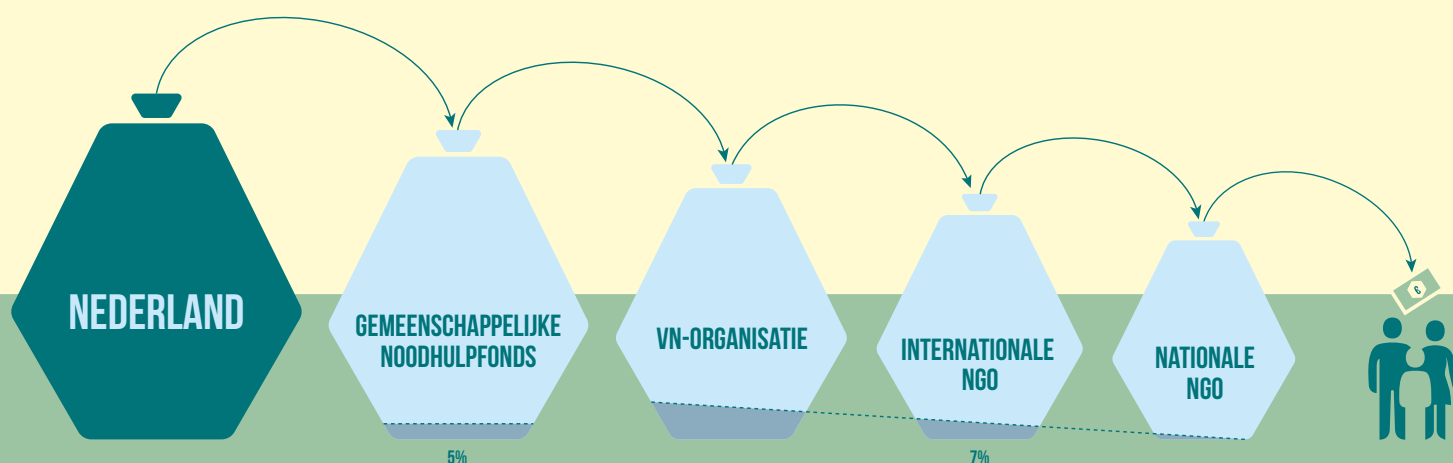 NEDERLAND
GEMEENSCHAPPELIJKE
NOODHULPFONDS
VN-ORGANISATIE
INTERNATIONALE
NGO
NATIONALE
NGO
€
5%
7%